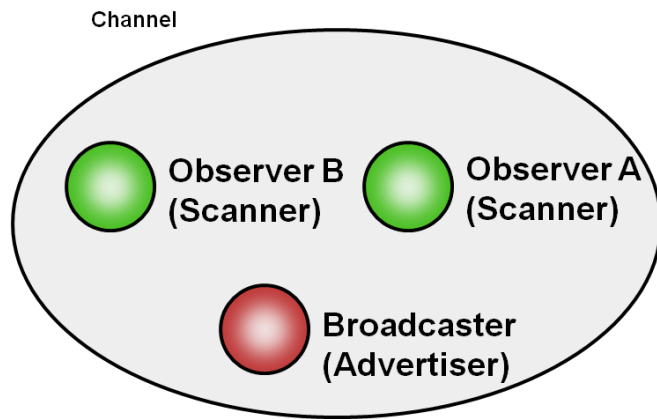 Channel
Observer B
(Scanner)
Observer A
(Scanner)
Broadcaster
(Advertiser)